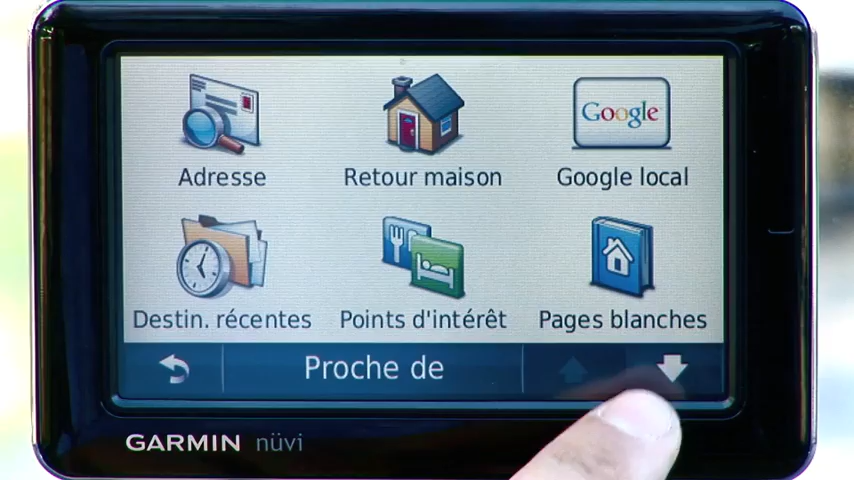 Adresse
Retour maison
Google
Google local
Destin. récentes
Points d'intérêt
Pages blanches
Proche de
GARMIN nüvi